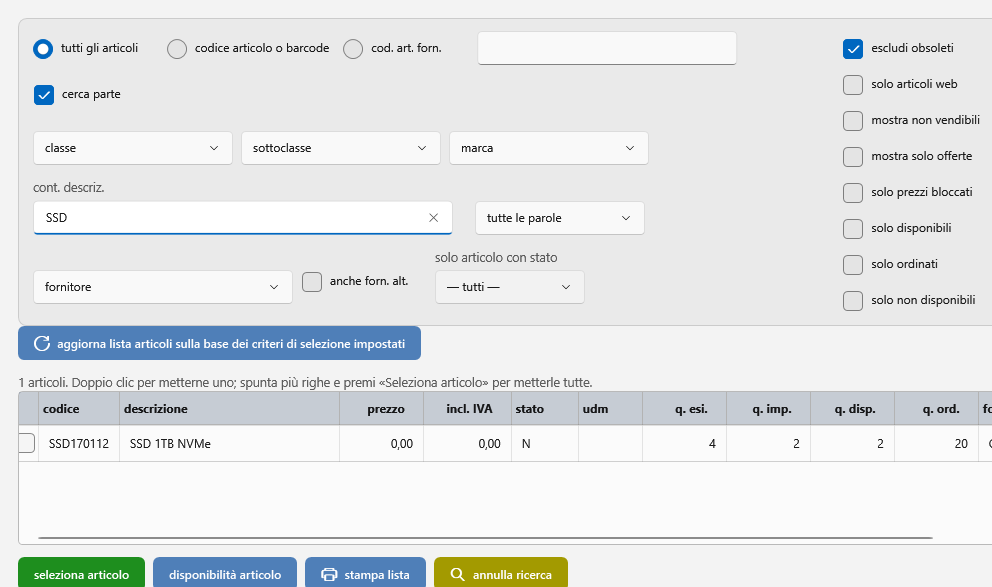 tutti gli articoli codice articolo o barcode cod. art. forn. escludi obsoleti
solo articoli web
cerca parte
mostra non vendibili
classe sottoclasse marca mostra solo offerte
cont. descriz. solo prezzi bloccati
SSD tutte le parole
solo disponibili
solo articolo con stato solo ordinati
fornitore anche forn. alt. — tutti —
solo non disponibili
aggiorna lista articoli sulla base dei criteri di selezione impostati
1 articoli. Doppio clic per metterne uno; spunta più righe e premi «Seleziona articolo» per metterle tutte.
codice descrizione prezzo incl. IVA stato udm q. esi. q. imp. q. disp. q. ord.
SSD170112 SSD 1TB NVMe 0,00 0,00 N 4 2 2 20
seleziona articolo disponibilità articolo stampa lista annulla ricerca